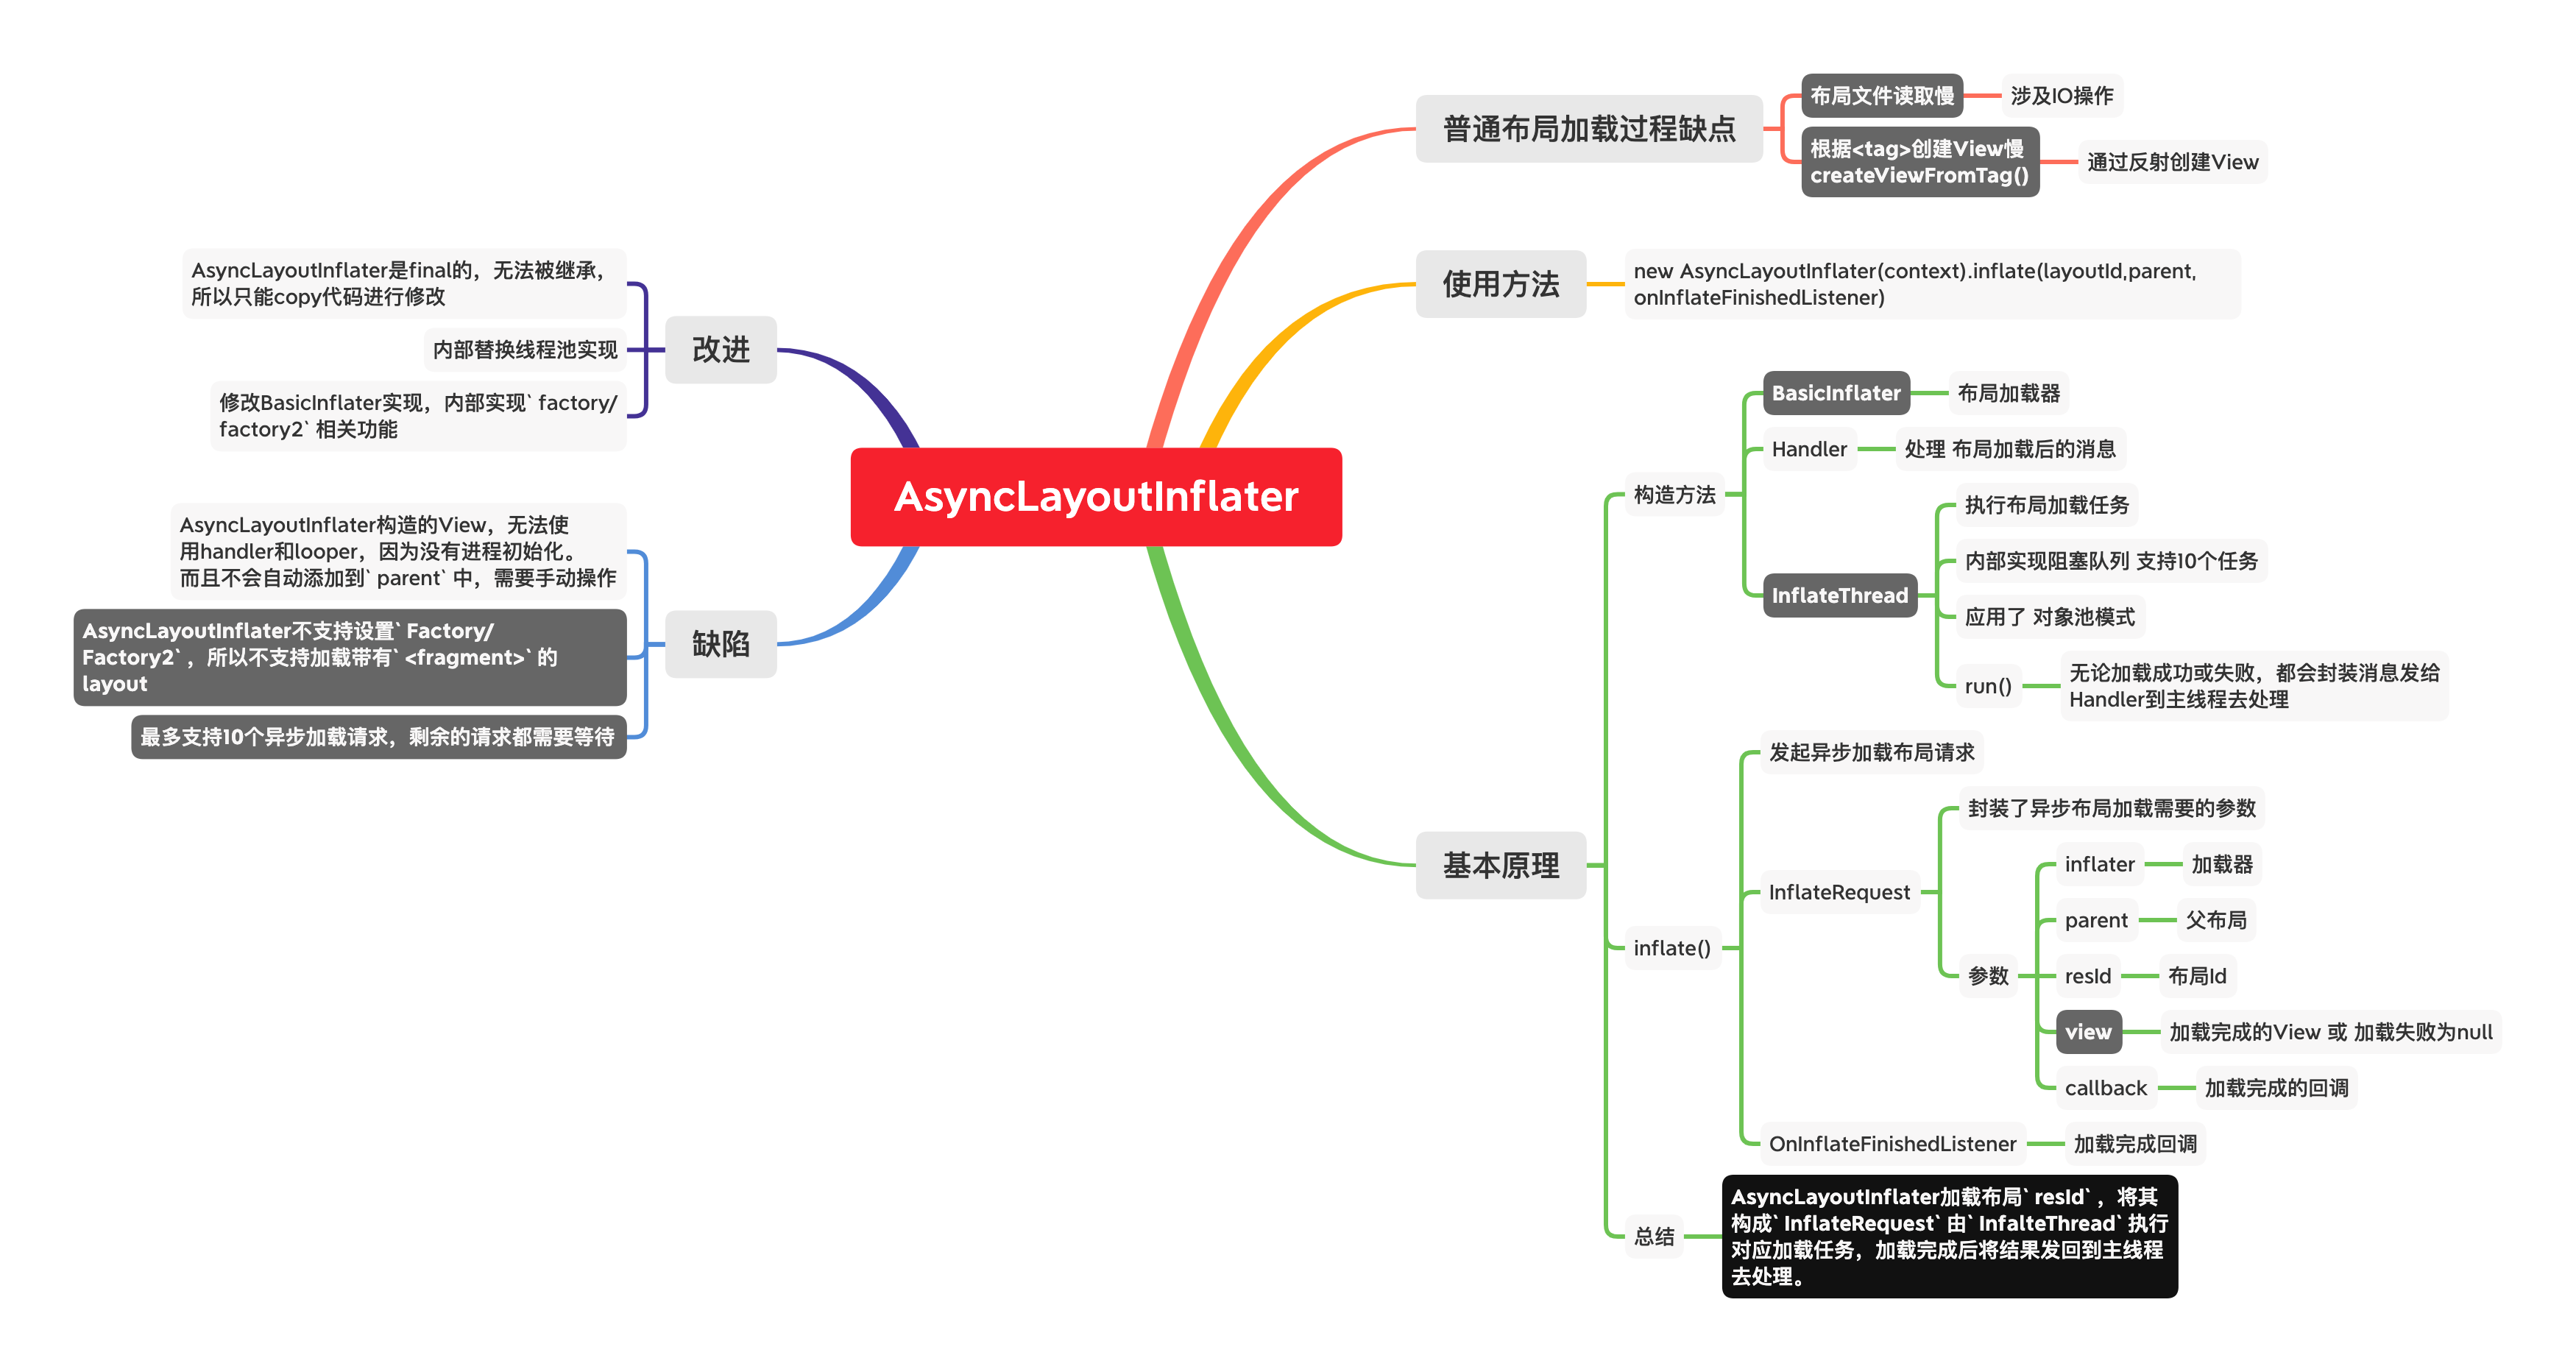 AsyncLayoutInflater
普通布局加载过程缺点
布局文件读取慢
涉及IO操作
根据<tag>创建View慢
createViewFromTag()
通过反射创建View
使用方法
new AsyncLayoutInflater(context).inflate(layoutId,parent,
onInflateFinishedListener)
基本原理
构造方法
BasicInflater
布局加载器
Handler
处理 布局加载后的消息
InflateThread
执行布局加载任务
内部实现阻塞队列 支持10个任务
应用了 对象池模式
run()
无论加载成功或失败，都会封装消息发给
Handler到主线程去处理
inflate()
发起异步加载布局请求
InflateRequest
封装了异步布局加载需要的参数
参数
inflater
加载器
parent
父布局
resId
布局Id
view
加载完成的View 或 加载失败为null
callback
加载完成的回调
OnInflateFinishedListener
加载完成回调
总结
AsyncLayoutInflater加载布局`resId`，将其
构成`InflateRequest`由`InfalteThread`执行
对应加载任务，加载完成后将结果发回到主线程
去处理。
改进
AsyncLayoutInflater是final的，无法被继承，
所以只能copy代码进行修改
内部替换线程池实现
修改BasicInflater实现，内部实现`factory/
factory2`相关功能
缺陷
AsyncLayoutInflater构造的View，无法使
用handler和looper，因为没有进程初始化。
而且不会自动添加到`parent`中，需要手动操作
AsyncLayoutInflater不支持设置`Factory/
Factory2`，所以不支持加载带有`<fragment>`的
layout
最多支持10个异步加载请求，剩余的请求都需要等待